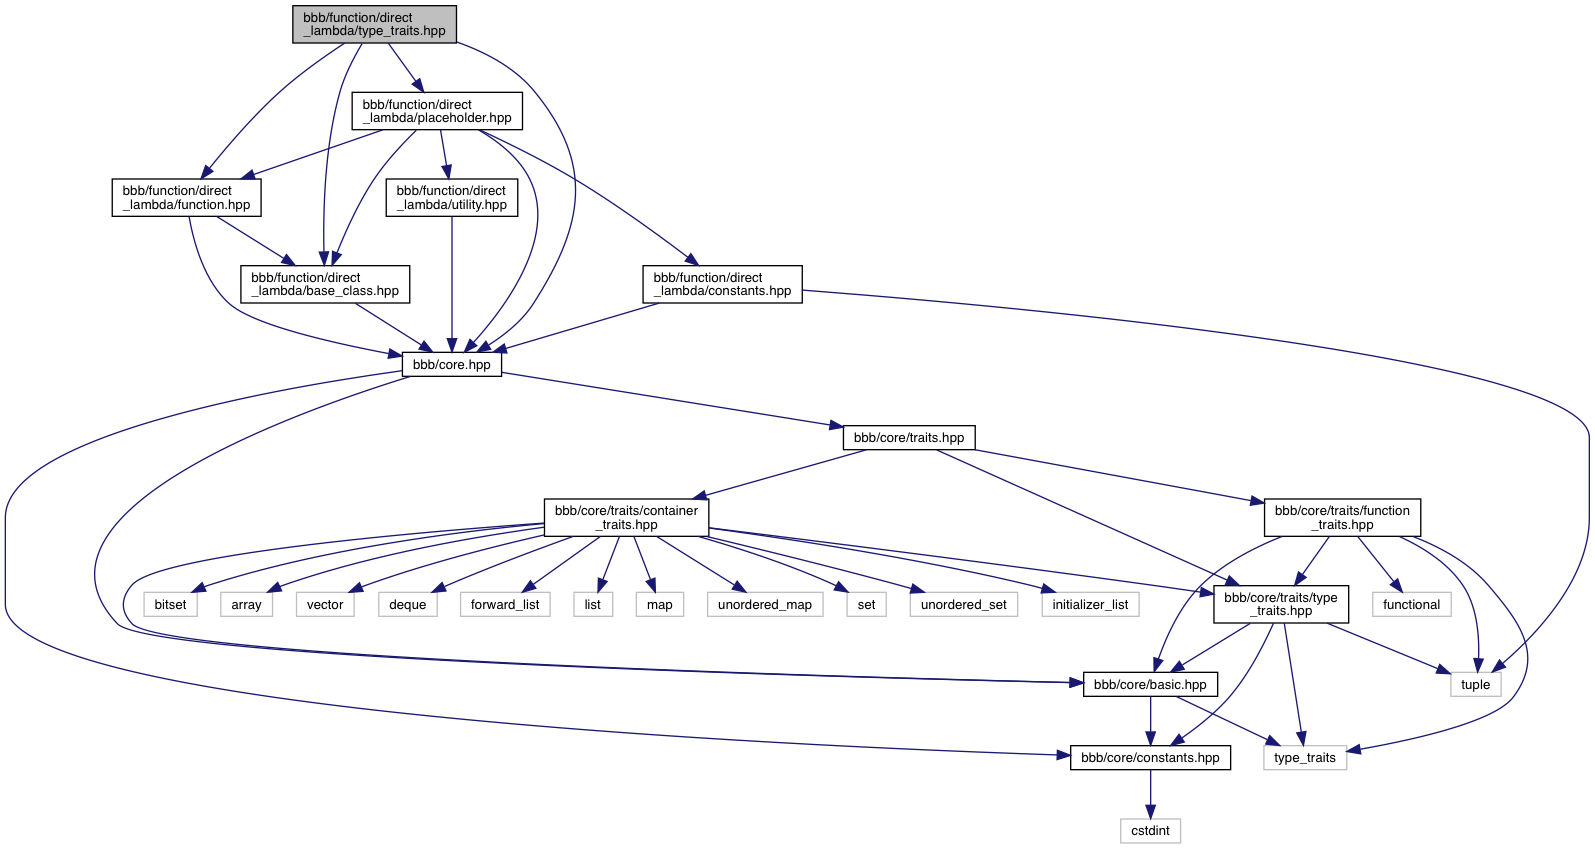 bbb/function/direct
_lambda/type_traits.hpp
bbb/function/direct
_lambda/placeholder.hpp
bbb/function/direct
_lambda/function.hpp
bbb/function/direct
_lambda/utility.hpp
bbb/function/direct
_lambda/base_class.hpp
bbb/function/direct
_lambda/constants.hpp
bbb/core.hpp
bbb/core/traits.hpp
bbb/core/traits/container
_traits.hpp
bbb/core/traits/function
_traits.hpp
bitset
array
vector
deque
forward_list
list
map
unordered_map
set
unordered_set
initializer_list
bbb/core/traits/type
_traits.hpp
functional
bbb/core/basic.hpp
tuple
bbb/core/constants.hpp
type_traits
cstdint